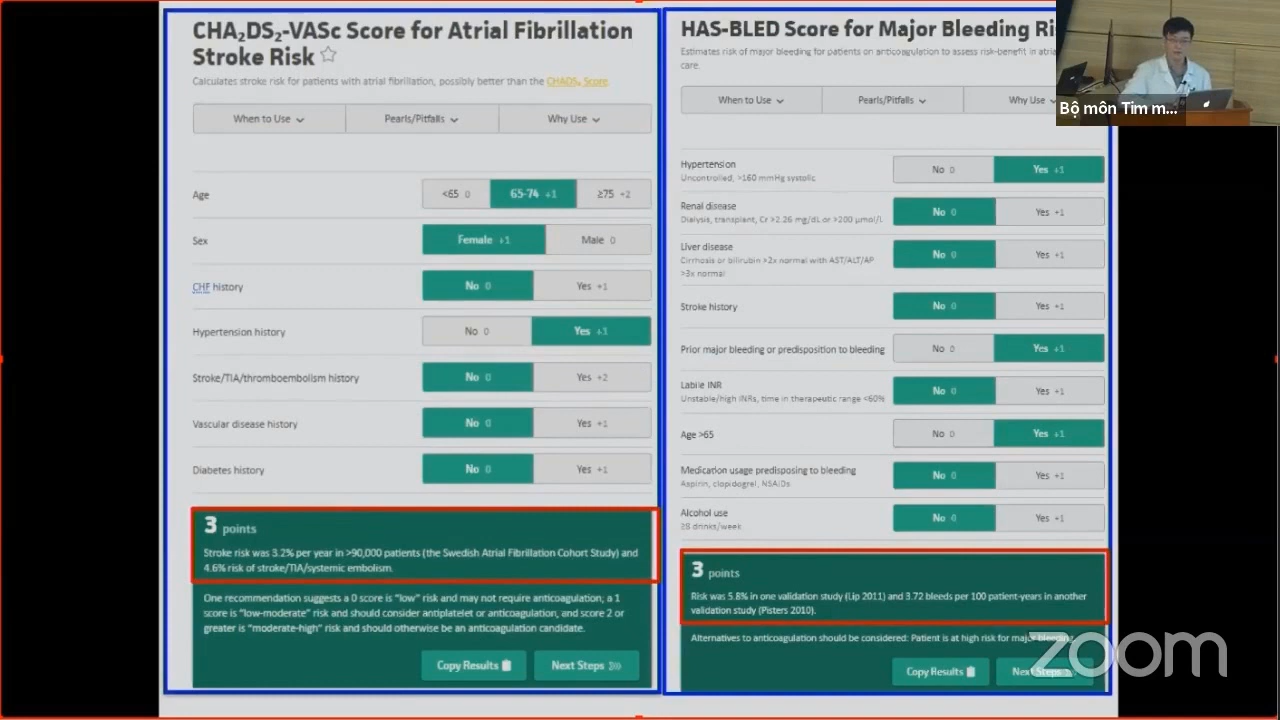 CHA₂DS₂-VASc Score for Atrial Fibrillation
Stroke Risk ☆
Calculates stroke risk for patients with atrial fibrillation, possibly better than the CHADS₂ Score.
When to Use
Pearls/Pitfalls
Why Use
Age
<65 0
65-74 +1
≥75 +2
Sex
Female +1
Male 0
CHF history
No 0
Yes +1
Hypertension history
No 0
Yes +1
Stroke/TIA/thromboembolism history
No 0
Yes +2
Vascular disease history
No 0
Yes +1
Diabetes history
No 0
Yes +1
3 points
Stroke risk was 3.2% per year in >90,000 patients (the Swedish Atrial Fibrillation Cohort Study) and
4.6% risk of stroke/TIA/systemic embolism.
One recommendation suggests a 0 score is "low" risk and may not require anticoagulation; a 1
score is "low-moderate" risk and should consider antiplatelet or anticoagulation, and score 2 or
greater is "moderate-high" risk and should otherwise be an anticoagulation candidate.
Copy Results
Next Steps
HAS-BLED Score for Major Bleeding
Estimates risk of major bleeding for patients on anticoagulation to assess risk-benefit in
care.
When to Use
Pearls/Pitfalls
Why Use
Hypertension
Uncontrolled, >160 mmHg systolic
No 0
Yes +1
Renal disease
Dialysis, transplant, Cr >2.26 mg/dL or >200 µmol/L
No 0
Yes +1
Liver disease
Cirrhosis or bilirubin >2x normal with AST/ALT/AP
>3x normal
No 0
Yes +1
Stroke history
No 0
Yes +1
Prior major bleeding or predisposition to bleeding
No 0
Yes +1
Labile INR
Unstable/high INRs, time in therapeutic range <60%
No 0
Yes +1
Age >65
No 0
Yes +1
Medication usage predisposing to bleeding
Aspirin, clopidogrel, NSAIDs
No 0
Yes +1
Alcohol use
≥8 drinks/week
No 0
Yes +1
3 points
Risk was 5.8% in one validation study (Lip 2011) and 3.72 bleeds per 100 patient-years in another
validation study (Pisters 2010).
Alternatives to anticoagulation should be considered: Patient is at high risk for major bleeding.
Copy Results
Next Steps
Bộ môn Tim m...
zoom